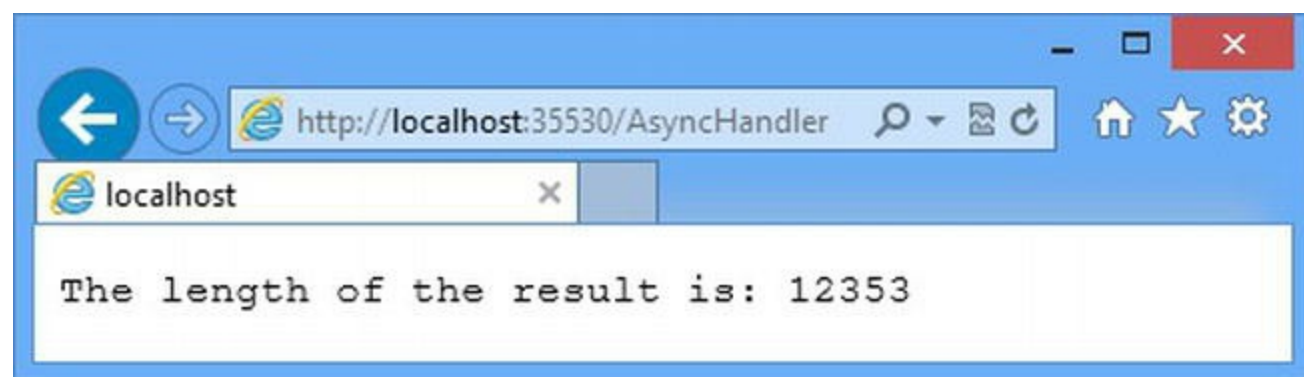 http://localhost:35530/AsyncHandler
localhost
The length of the result is: 12353